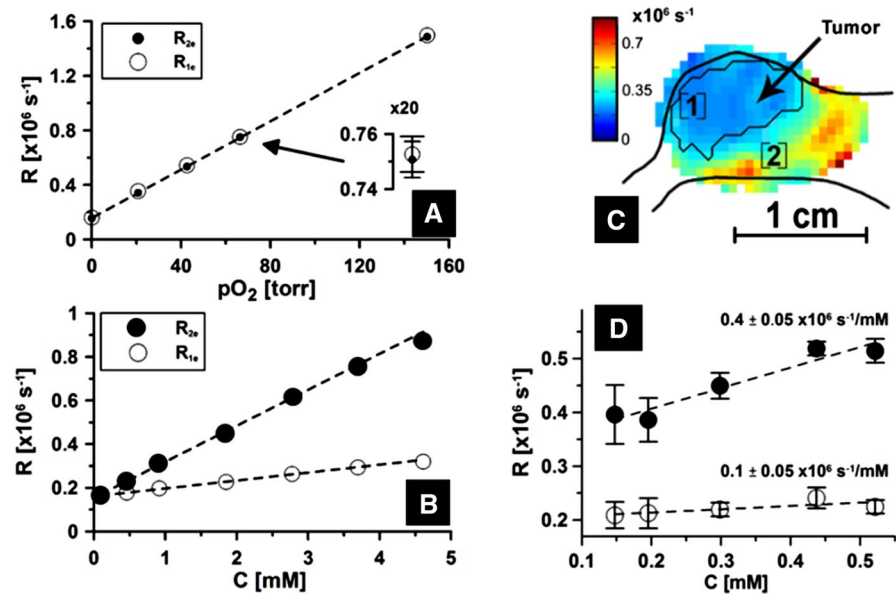 1.6
1.2
0.8
0.4
0
R [x10⁶ s⁻¹]
R₂ₑ
R₁ₑ
x20
0.76
0.74
A
0 40 80 120 160
pO₂ [torr]
x10⁶ s⁻¹
0.7
0.35
0
Tumor
[1]
[2]
C
1 cm
1
0.8
0.6
0.4
0.2
0
R [x10⁶ s⁻¹]
R₂ₑ
R₁ₑ
B
0 1 2 3 4 5
C [mM]
D
0.4 ± 0.05 x10⁶ s⁻¹/mM
0.5
0.4
0.3
0.2
R [x10⁶ s⁻¹]
0.1 ± 0.05 x10⁶ s⁻¹/mM
0.1 0.2 0.3 0.4 0.5
C [mM]